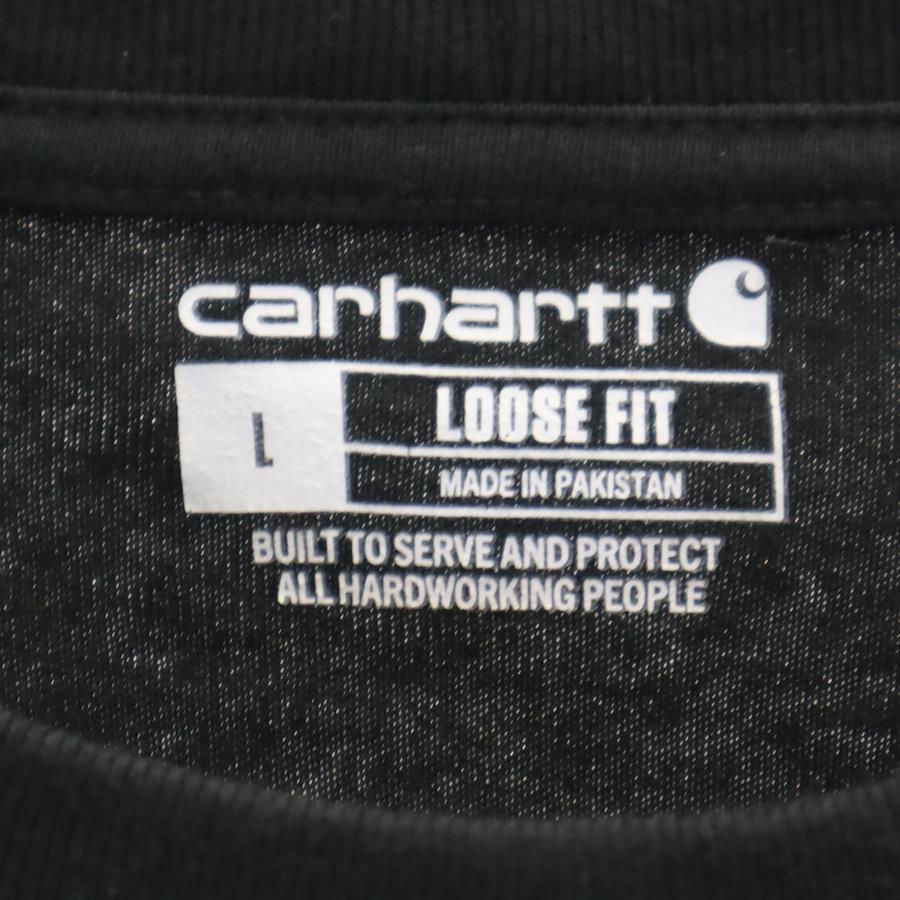 carhartt
L
LOOSE FIT
MADE IN PAKISTAN
BUILT TO SERVE AND PROTECT
ALL HARDWORKING PEOPLE